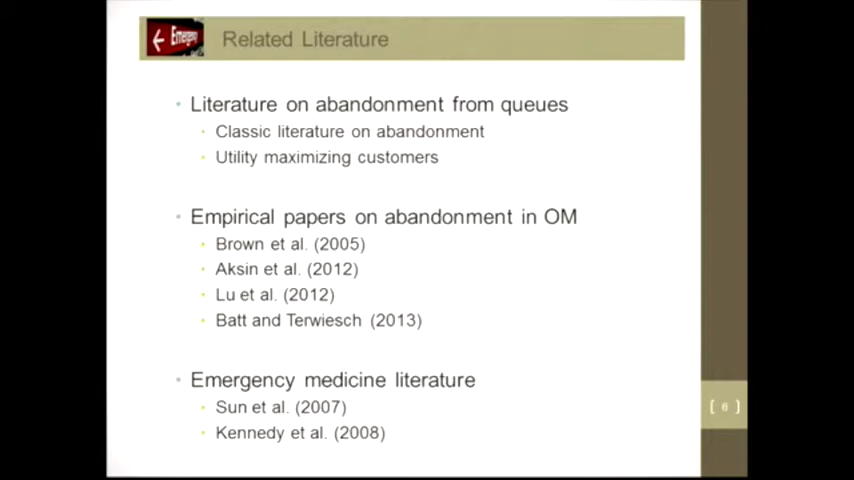 Emergency
Related Literature
Literature on abandonment from queues
Classic literature on abandonment
Utility maximizing customers
Empirical papers on abandonment in OM
Brown et al. (2005)
Aksin et al. (2012)
Lu et al. (2012)
Batt and Terwiesch (2013)
Emergency medicine literature
Sun et al. (2007)
Kennedy et al. (2008)
[ 6 ]